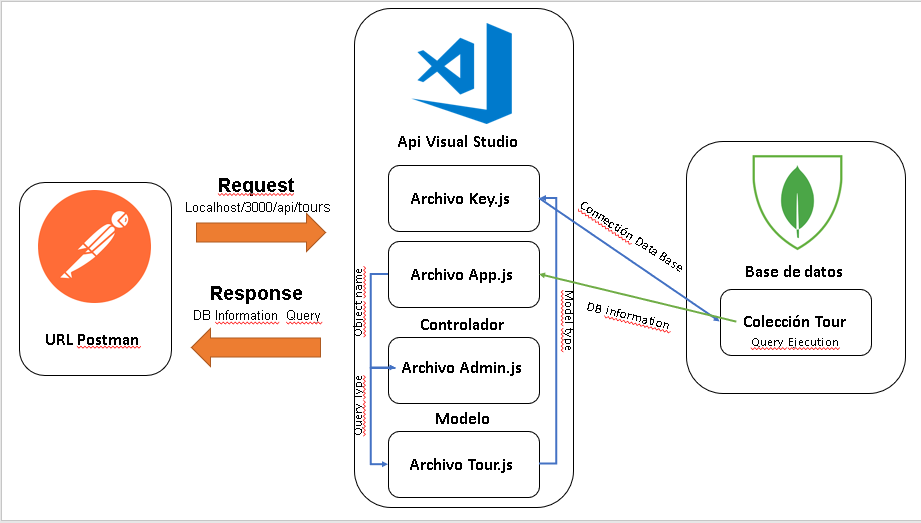 Api Visual Studio
Request
Localhost/3000/api/tours
Response
DB Information Query
URL Postman
Archivo Key.js
Archivo App.js
Controlador
Archivo Admin.js
Modelo
Archivo Tour.js
Object name
Query Type
Model type
Connectión Data Base
DB information
Base de datos
Colección Tour
Query Ejecution